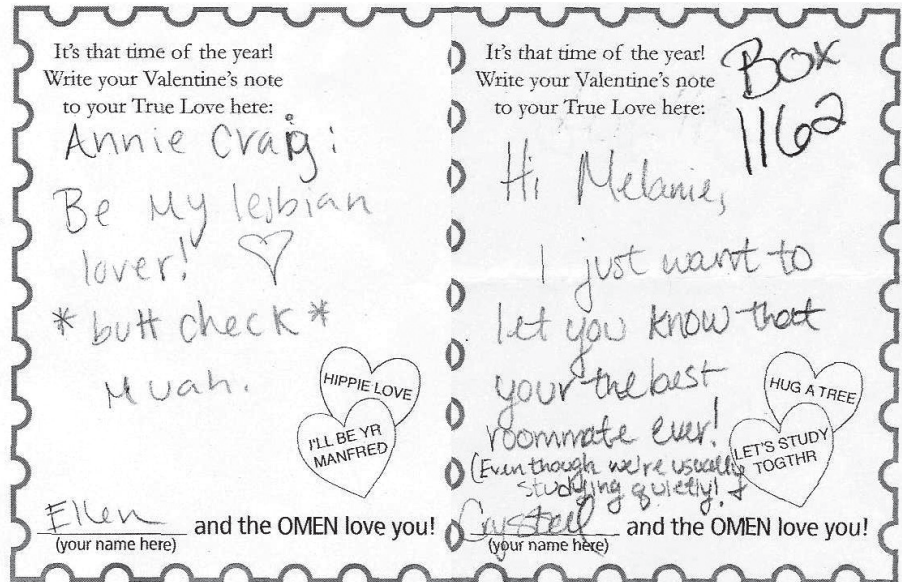 It's that time of the year!
Write your Valentine's note
to your True Love here:
Annie Craig:
Be My lesbian
lover!
*butt check*
Muah.
HIPPIE LOVE
I'LL BE YR
MANFRED
Ellen and the OMEN love you!
(your name here)
It's that time of the year!
Write your Valentine's note
to your True Love here:
BOX
1162
Hi Melanie,
I just want to
let you know that
your the best
roommate ever!
(Even though we're usually
studying quietly!)
HUG A TREE
LET'S STUDY
TOGTHR
Crystell and the OMEN love you!
(your name here)